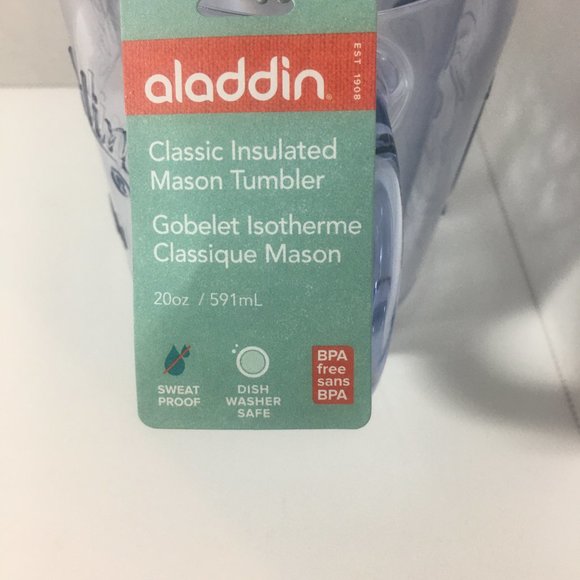 aladdin
EST 1908
Classic Insulated
Mason Tumbler
Gobelet Isotherme
Classique Mason
20oz / 591mL
SWEAT
PROOF
DISH
WASHER
SAFE
BPA
free
sans
BPA